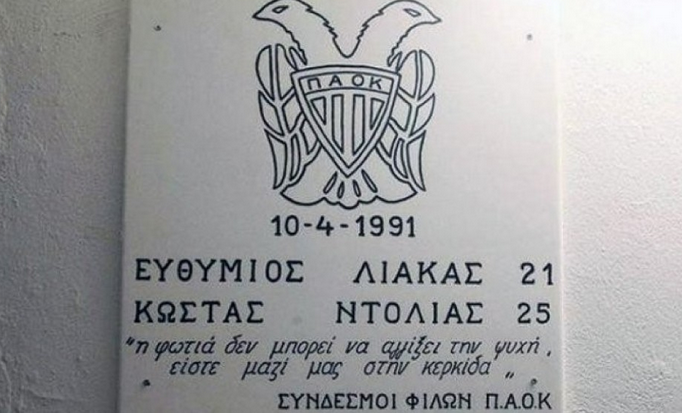 ΠΑΟΚ
10-4-1991
ΕΥΘΥΜΙΟΣ ΛΙΑΚΑΣ 21
ΚΩΣΤΑΣ ΝΤΟΛΙΑΣ 25
"η φωτιά δεν μπορεί να αγγίξει την ψυχή,
είστε μαζί μας στήν κερκίδα„
ΣΥΝΔΕΣΜΟΙ ΦΙΛΩΝ Π.Α.Ο.Κ